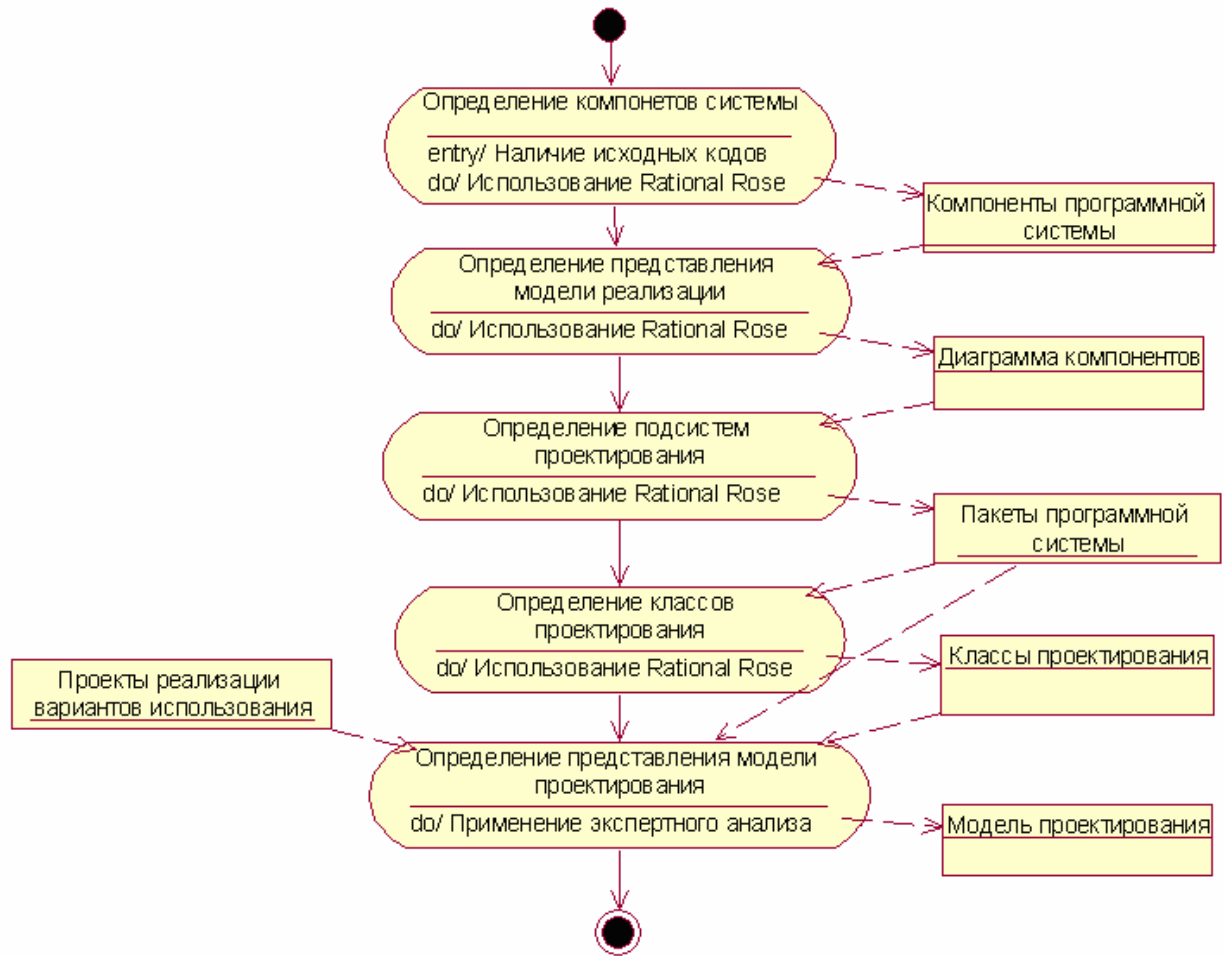 Определение компонетов системы
entry/ Наличие исходных кодов
do/ Использование Rational Rose
Компоненты программной
системы
Определение представления
модели реализации
do/ Использование Rational Rose
Диаграмма компонентов
Определение подсистем
проектирования
do/ Использование Rational Rose
Пакеты программной
системы
Определение классов
проектирования
do/ Использование Rational Rose
Классы проектирования
Проекты реализации
вариантов использования
Определение представления модели
проектирования
do/ Применение экспертного анализа
Модель проектирования